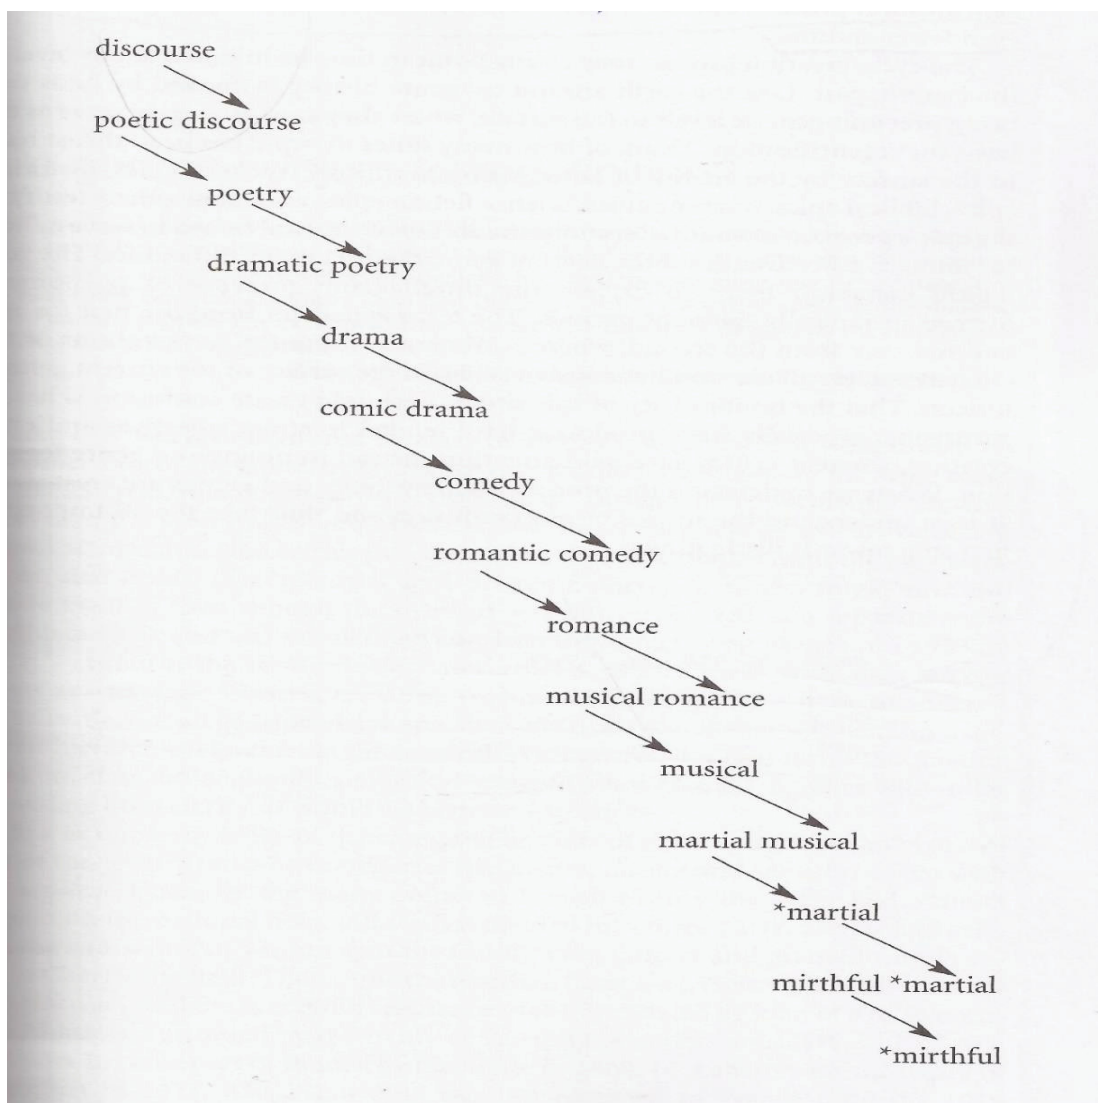 discourse
poetic discourse
poetry
dramatic poetry
drama
comic drama
comedy
romantic comedy
romance
musical romance
musical
martial musical
*martial
mirthful *martial
*mirthful